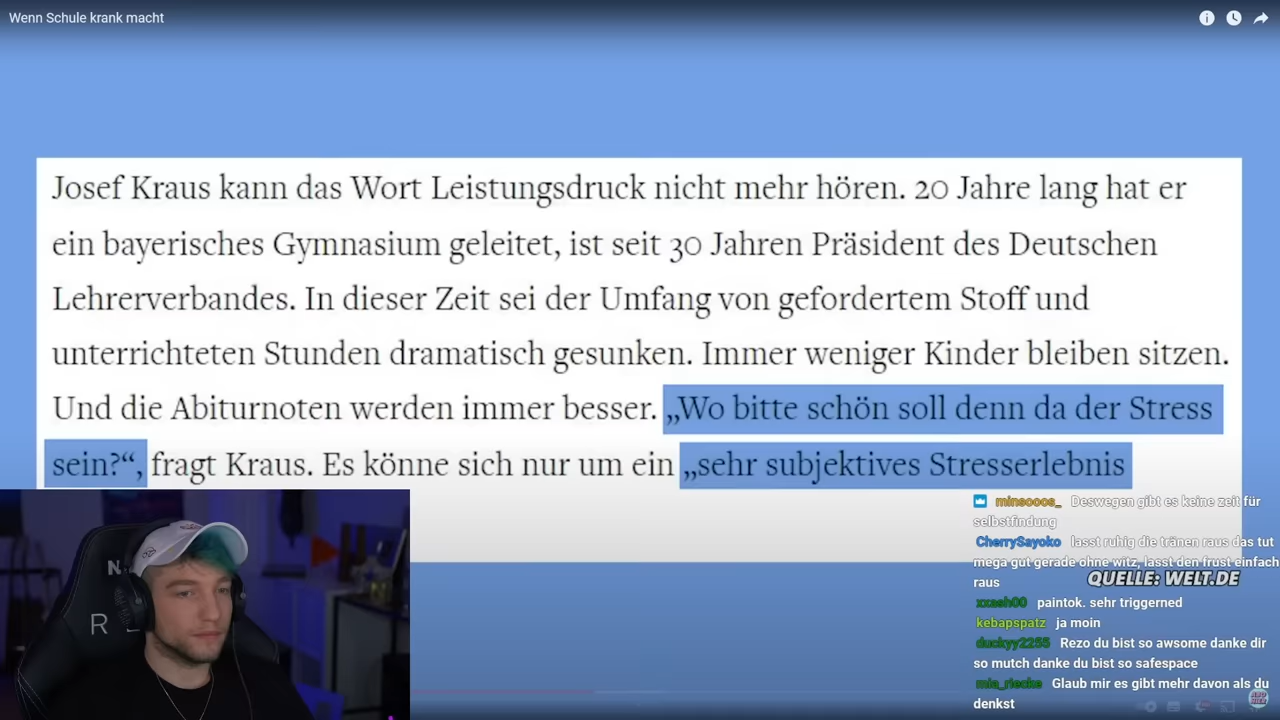 Wenn Schule krank macht
Josef Kraus kann das Wort Leistungsdruck nicht mehr hören. 20 Jahre lang hat er
ein bayerisches Gymnasium geleitet, ist seit 30 Jahren Präsident des Deutschen
Lehrerverbandes. In dieser Zeit sei der Umfang von gefordertem Stoff und
unterrichteten Stunden dramatisch gesunken. Immer weniger Kinder bleiben sitzen.
Und die Abiturnoten werden immer besser. „Wo bitte schön soll denn da der Stress
sein?“, fragt Kraus. Es könne sich nur um ein „sehr subjektives Stresserlebnis
minsooos_ Deswegen gibt es keine zeit für
selbstfindung
CherrySayoko lasst ruhig die tränen raus das tut
mega gut gerade ohne witz, lasst den frust einfach
raus
QUELLE: WELT.DE
xxash00 paintok. sehr triggerned
kebapspatz ja moin
duckyy2255 Rezo du bist so awsome danke dir
so mutch danke du bist so safespace
mia_riecke Glaub mir es gibt mehr davon als du
denkst